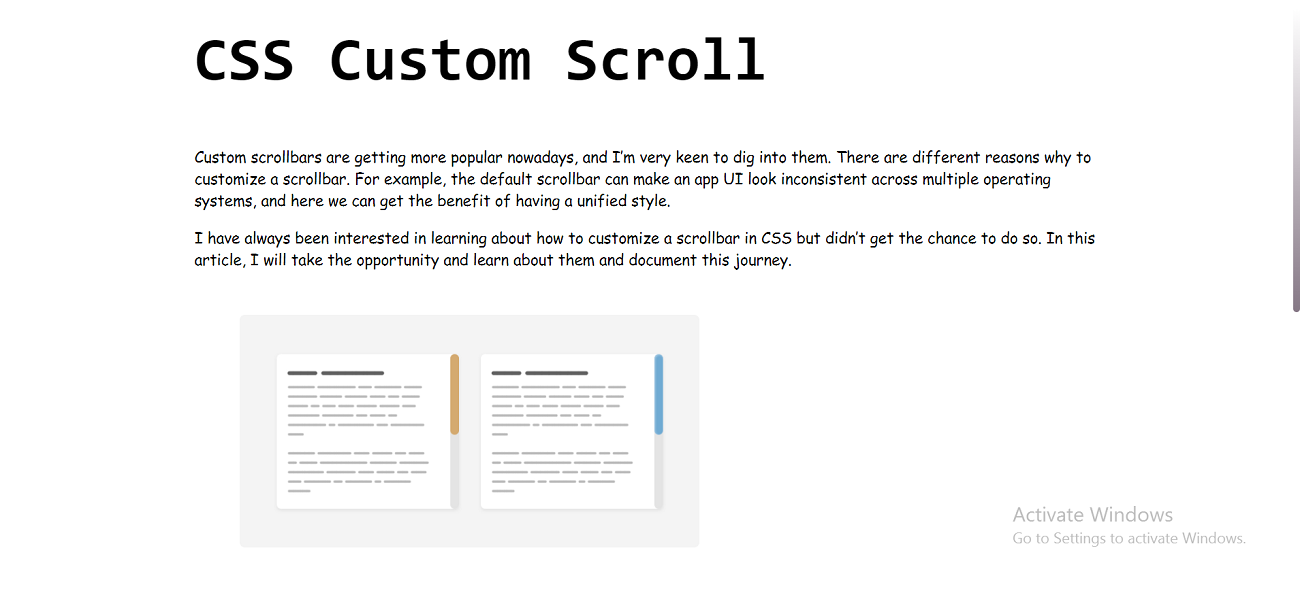 CSS Custom Scroll
Custom scrollbars are getting more popular nowadays, and I'm very keen to dig into them. There are different reasons why to
customize a scrollbar. For example, the default scrollbar can make an app UI look inconsistent across multiple operating
systems, and here we can get the benefit of having a unified style.
I have always been interested in learning about how to customize a scrollbar in CSS but didn't get the chance to do so. In this
article, I will take the opportunity and learn about them and document this journey.
Activate Windows
Go to Settings to activate Windows.